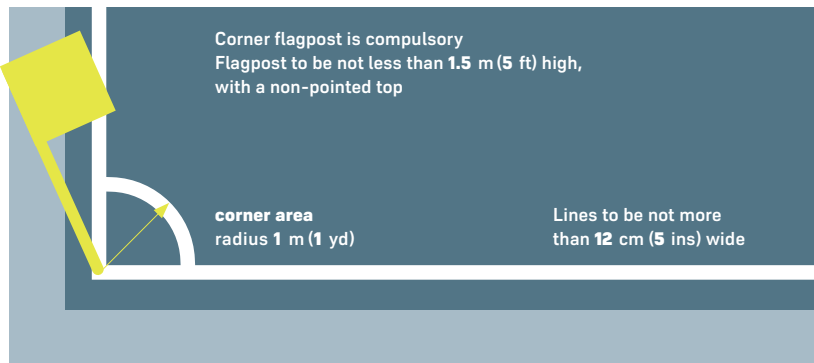 Corner flagpost is compulsory
Flagpost to be not less than 1.5 m (5 ft) high,
with a non-pointed top
corner area
radius 1 m (1 yd)
Lines to be not more
than 12 cm (5 ins) wide